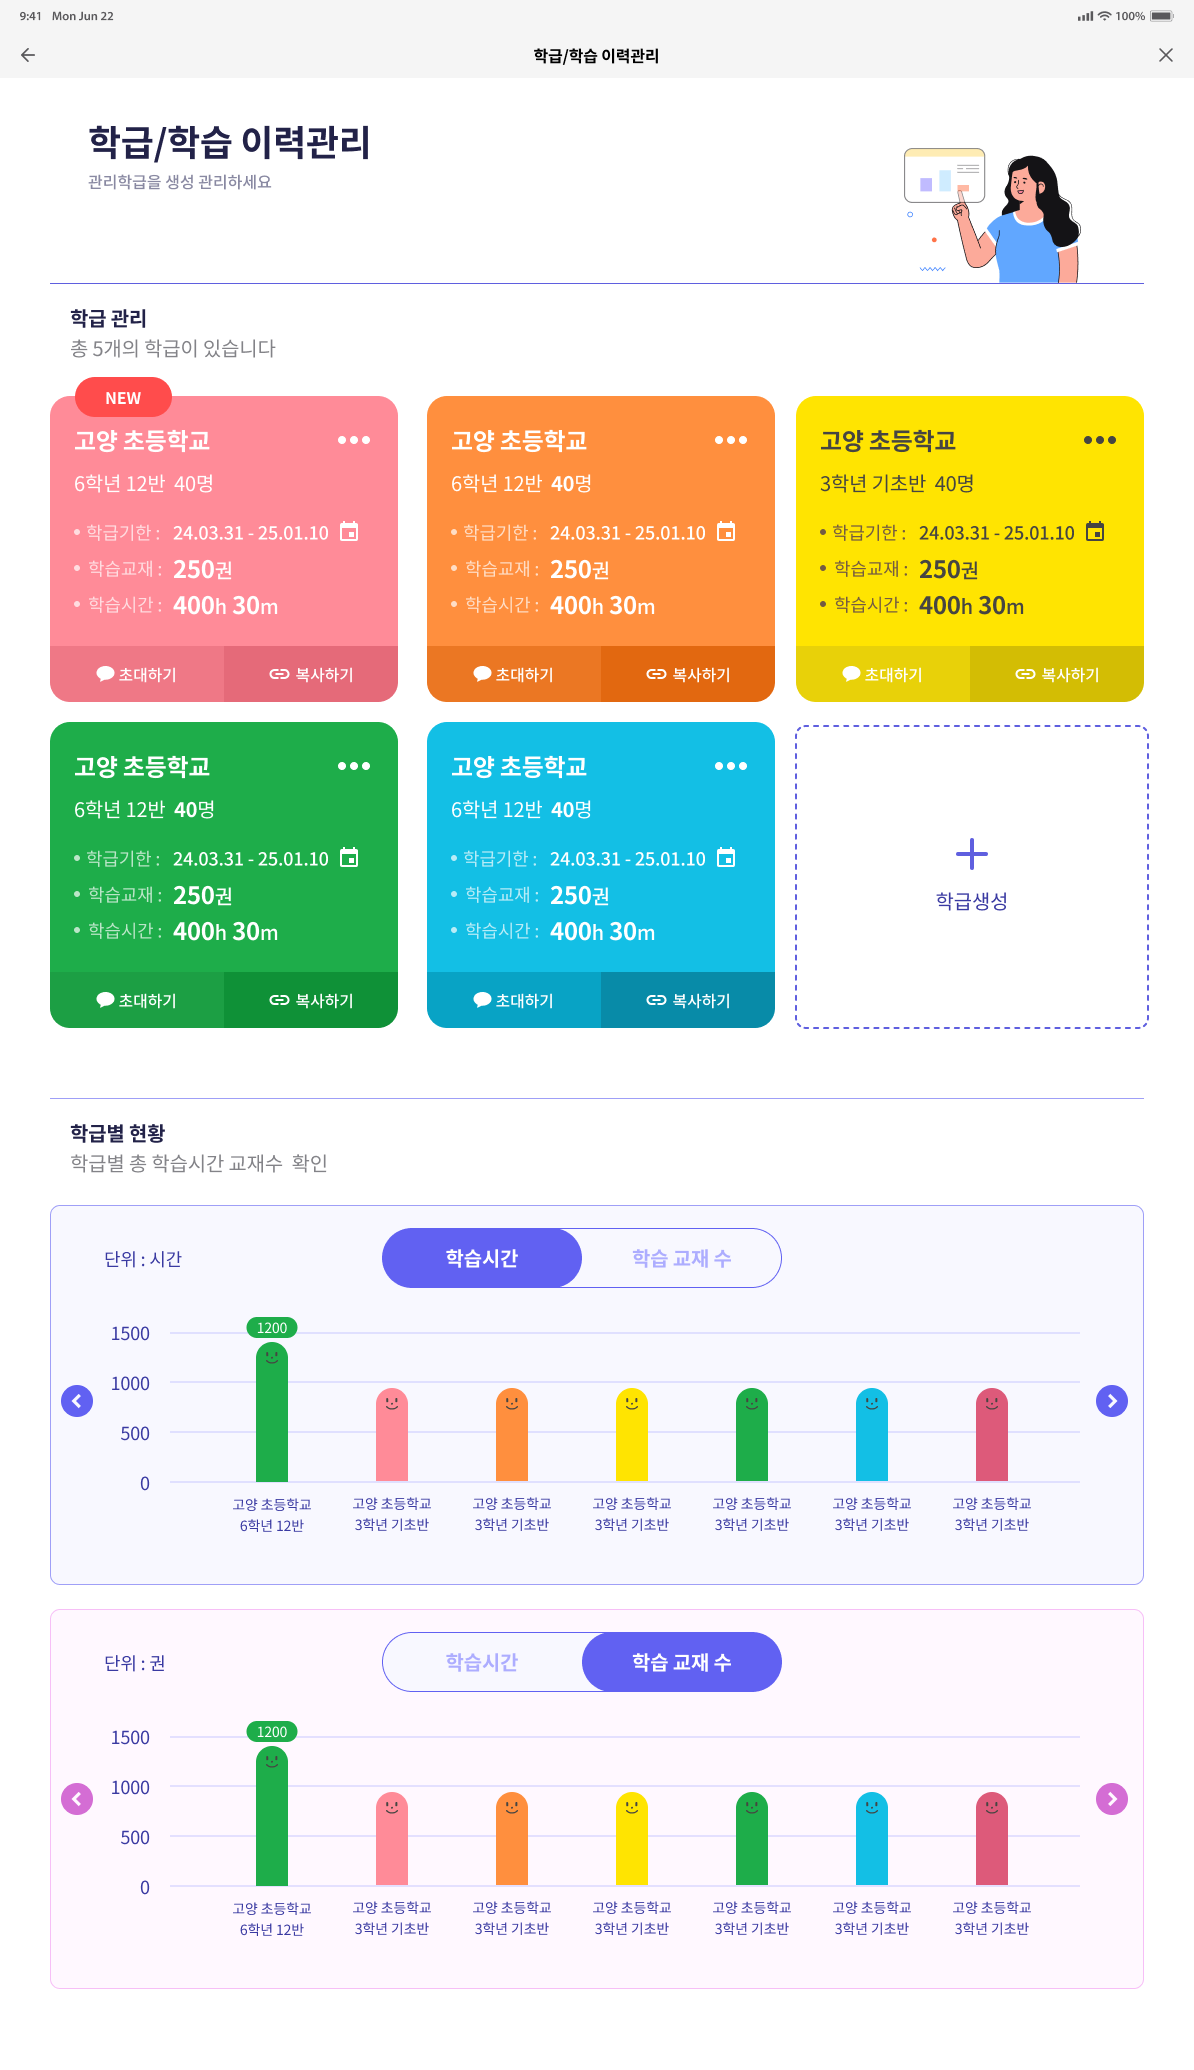 9:41 Mon Jun 22 100%
학급/학습 이력관리
학급/학습 이력관리
관리학급을 생성 관리하세요
학급 관리
총 5개의 학급이 있습니다
NEW
고양 초등학교
6학년 12반 40명
학급기한 : 24.03.31 - 25.01.10
학습교재 : 250권
학습시간 : 400h 30m
초대하기 복사하기
고양 초등학교
6학년 12반 40명
학급기한 : 24.03.31 - 25.01.10
학습교재 : 250권
학습시간 : 400h 30m
초대하기 복사하기
고양 초등학교
3학년 기초반 40명
학급기한 : 24.03.31 - 25.01.10
학습교재 : 250권
학습시간 : 400h 30m
초대하기 복사하기
고양 초등학교
6학년 12반 40명
학급기한 : 24.03.31 - 25.01.10
학습교재 : 250권
학습시간 : 400h 30m
초대하기 복사하기
고양 초등학교
6학년 12반 40명
학급기한 : 24.03.31 - 25.01.10
학습교재 : 250권
학습시간 : 400h 30m
초대하기 복사하기
학급생성
학급별 현황
학급별 총 학습시간 교재수 확인
단위 : 시간 학습시간 학습 교재 수
1200
1500
1000
500
0
고양 초등학교 고양 초등학교 고양 초등학교 고양 초등학교 고양 초등학교 고양 초등학교 고양 초등학교
6학년 12반 3학년 기초반 3학년 기초반 3학년 기초반 3학년 기초반 3학년 기초반 3학년 기초반
단위 : 권 학습시간 학습 교재 수
1200
1500
1000
500
0
고양 초등학교 고양 초등학교 고양 초등학교 고양 초등학교 고양 초등학교 고양 초등학교 고양 초등학교
6학년 12반 3학년 기초반 3학년 기초반 3학년 기초반 3학년 기초반 3학년 기초반 3학년 기초반